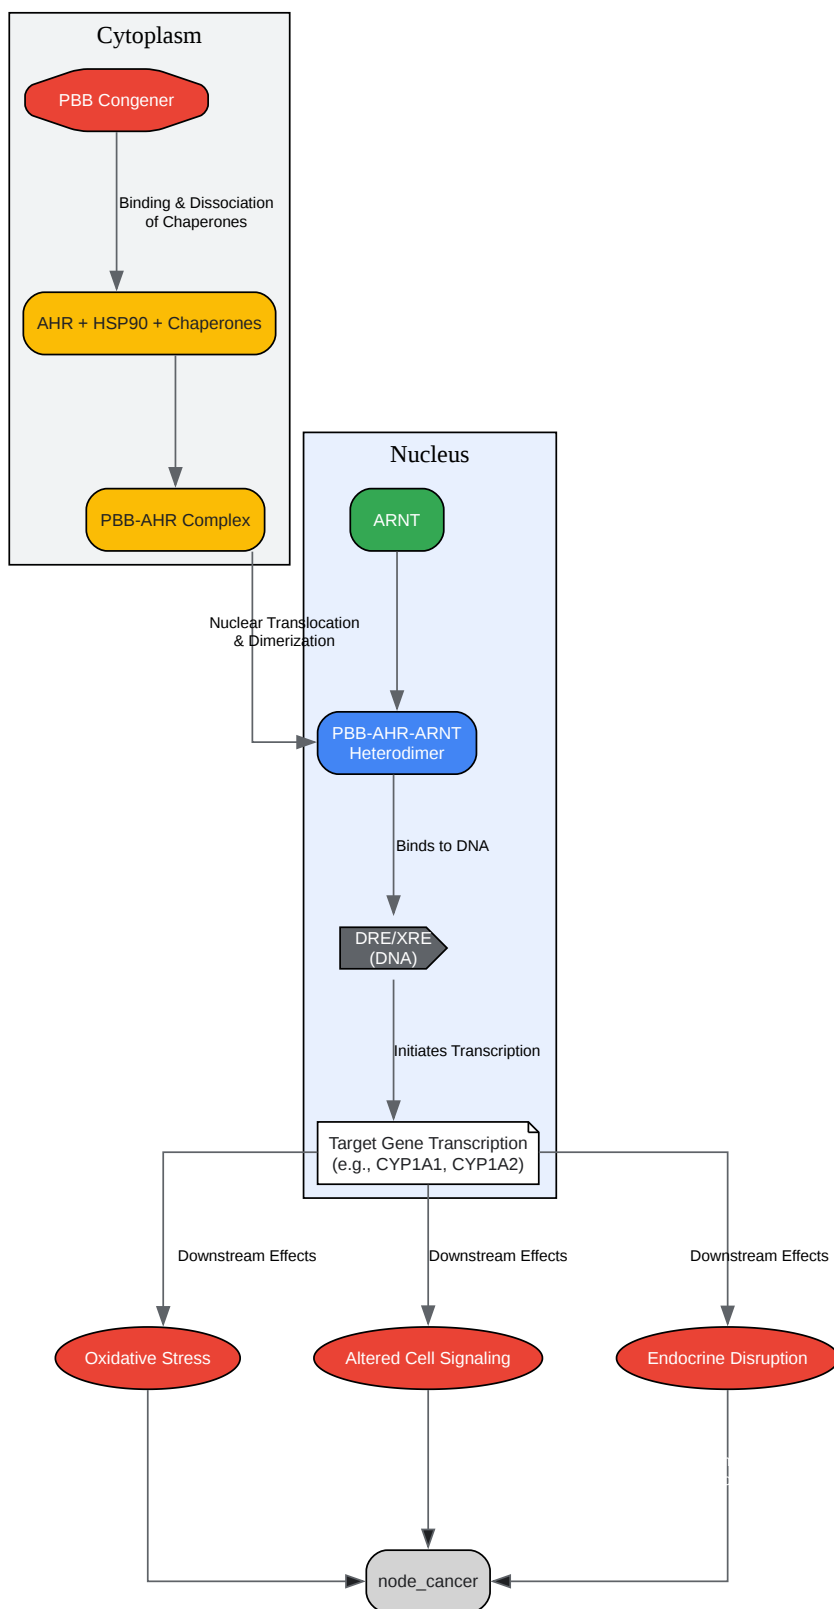 Cytoplasm
PBB Congener
Binding & Dissociation
of Chaperones
AHR + HSP90 + Chaperones
PBB-AHR Complex
Nucleus
ARNT
Nuclear Translocation
& Dimerization
PBB-AHR-ARNT
Heterodimer
Binds to DNA
DRE/XRE
(DNA)
Initiates Transcription
Target Gene Transcription
(e.g., CYP1A1, CYP1A2)
Downstream Effects
Downstream Effects
Downstream Effects
Oxidative Stress
Altered Cell Signaling
Endocrine Disruption
node_cancer